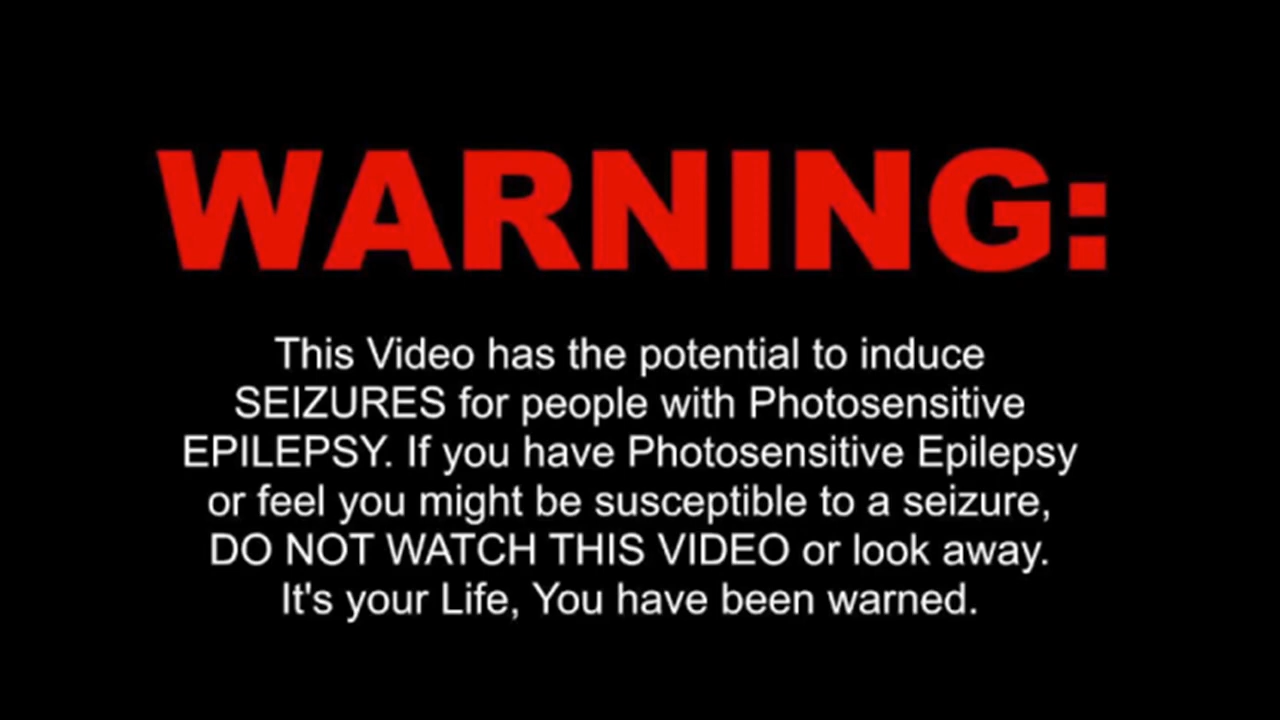 WARNING:
This Video has the potential to induce
SEIZURES for people with Photosensitive
EPILEPSY. If you have Photosensitive Epilepsy
or feel you might be susceptible to a seizure,
DO NOT WATCH THIS VIDEO or look away.
It's your Life, You have been warned.